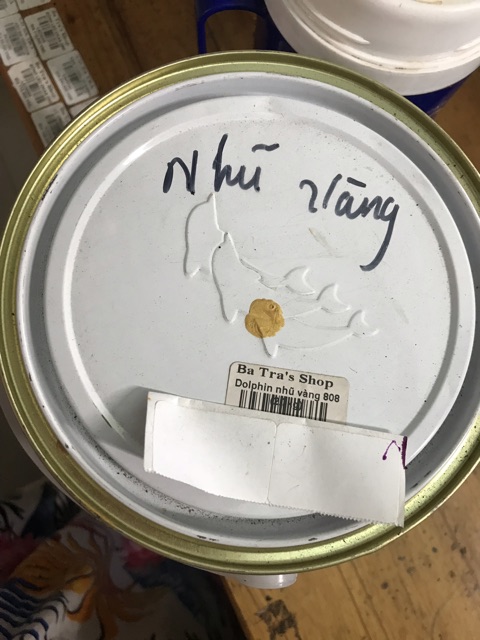 Nhũ vàng
Ba Tra's Shop
Dolphin nhũ vàng 808